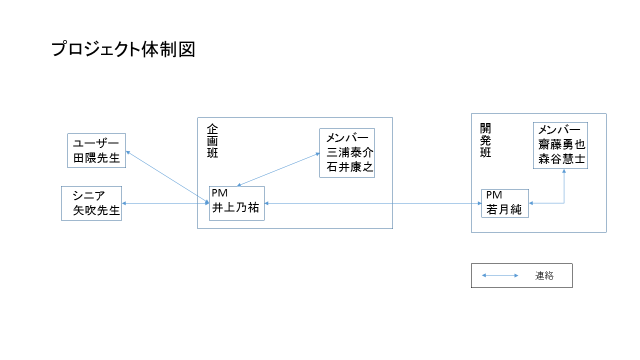 プロジェクト体制図
ユーザー
田隈先生
シニア
矢吹先生
企画班
メンバー
三浦泰介
石井康之
PM
井上乃祐
開発班
メンバー
齋藤勇也
森谷慧士
PM
若月純
連絡